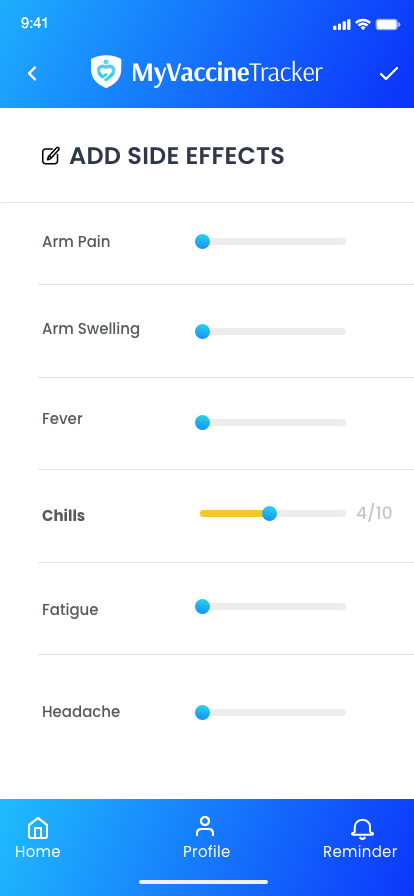 9:41
MyVaccineTracker
ADD SIDE EFFECTS
Arm Pain
Arm Swelling
Fever
Chills 4/10
Fatigue
Headache
Home Profile Reminder